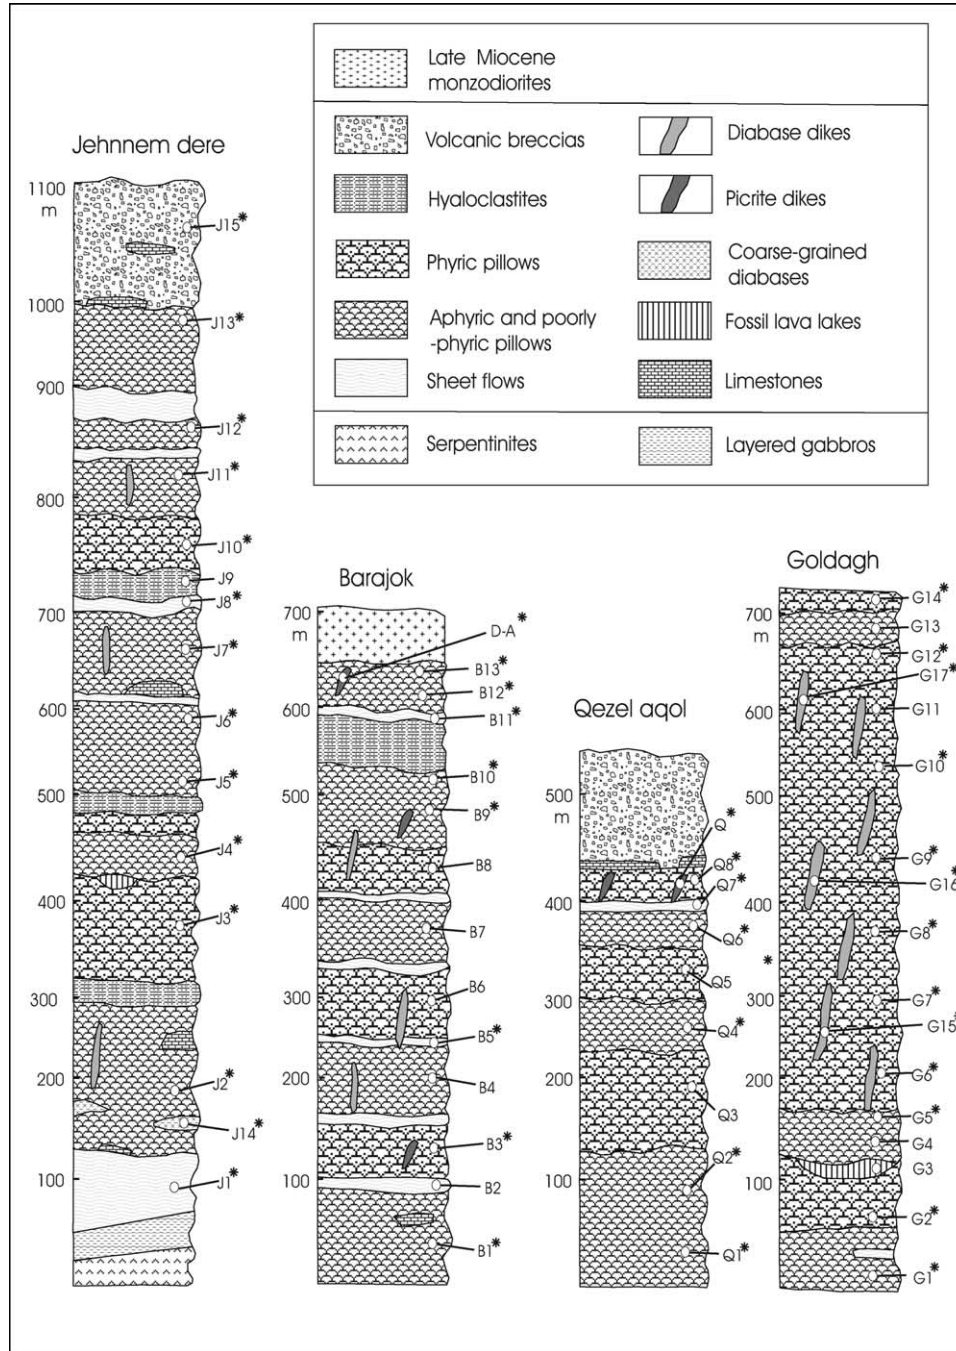 Late Miocene
monzodiorites
Volcanic breccias
Diabase dikes
Hyaloclastites
Picrite dikes
Phyric pillows
Coarse-grained
diabases
Aphyric and poorly
-phyric pillows
Fossil lava lakes
Sheet flows
Limestones
Serpentinites
Layered gabbros
Jehnnem dere
1100
m
1000
900
800
700
600
500
400
300
200
100
J15*
J13*
J12*
J11*
J10*
J9
J8*
J7*
J6*
J5*
J4*
J3*
J2*
J14*
J1*
Barajok
700
m
600
500
400
300
200
100
D-A*
B13*
B12*
B11*
B10*
B9*
B8
B7
B6
B5*
B4
B3*
B2
B1*
Qezel aqol
500
m
400
300
200
100
Q*
Q8*
Q7*
Q6*
*
Q5
Q4*
Q3
Q2*
Q1*
Goldagh
700
m
600
500
400
300
200
100
G14*
G13
G12*
G17*
G11
G10*
G9*
G16*
G8*
G7*
G15*
G6*
G5*
G4
G3
G2*
G1*